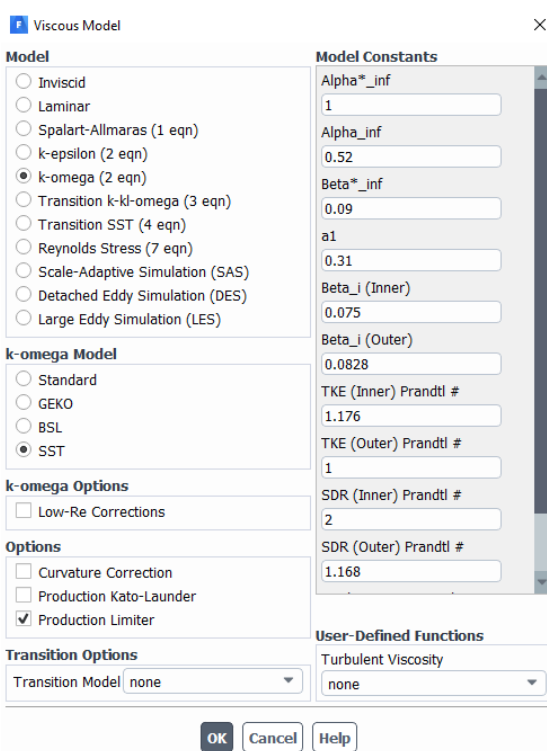 Viscous Model
Model
Inviscid
Laminar
Spalart-Allmaras (1 eqn)
k-epsilon (2 eqn)
k-omega (2 eqn)
Transition k-kl-omega (3 eqn)
Transition SST (4 eqn)
Reynolds Stress (7 eqn)
Scale-Adaptive Simulation (SAS)
Detached Eddy Simulation (DES)
Large Eddy Simulation (LES)
k-omega Model
Standard
GEKO
BSL
SST
k-omega Options
Low-Re Corrections
Options
Curvature Correction
Production Kato-Launder
Production Limiter
Transition Options
Transition Model none
Model Constants
Alpha*_inf
1
Alpha_inf
0.52
Beta*_inf
0.09
a1
0.31
Beta_i (Inner)
0.075
Beta_i (Outer)
0.0828
TKE (Inner) Prandtl #
1.176
TKE (Outer) Prandtl #
1
SDR (Inner) Prandtl #
2
SDR (Outer) Prandtl #
1.168
User-Defined Functions
Turbulent Viscosity
none
OK Cancel Help